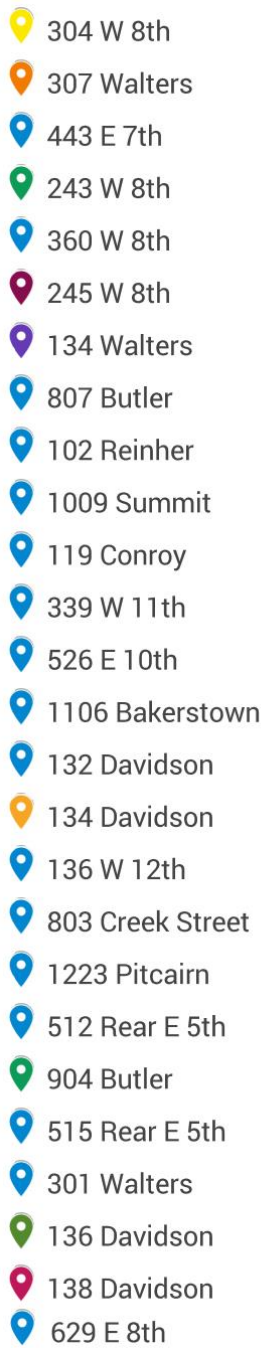 304 W 8th
307 Walters
443 E 7th
243 W 8th
360 W 8th
245 W 8th
134 Walters
807 Butler
102 Reinher
1009 Summit
119 Conroy
339 W 11th
526 E 10th
1106 Bakerstown
132 Davidson
134 Davidson
136 W 12th
803 Creek Street
1223 Pitcairn
512 Rear E 5th
904 Butler
515 Rear E 5th
301 Walters
136 Davidson
138 Davidson
629 E 8th